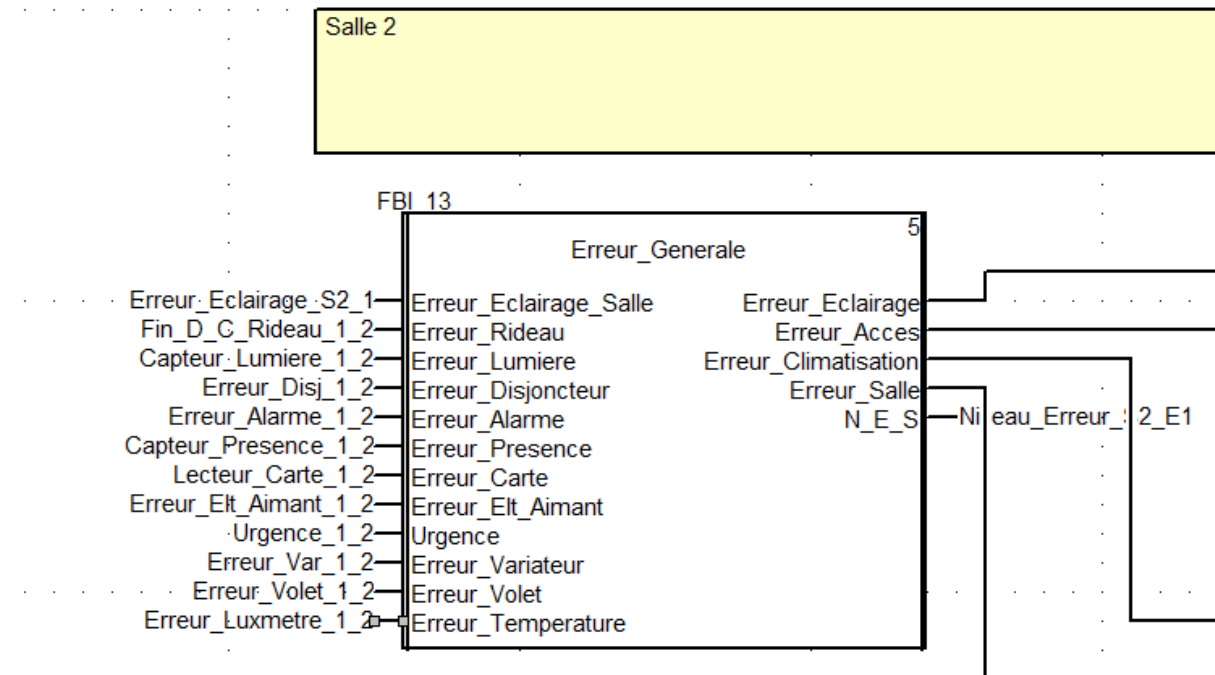 Salle 2
FBI_13
5
Erreur_Generale
Erreur_Eclairage_S2_1 Erreur_Eclairage_Salle Erreur_Eclairage
Fin_D_C_Rideau_1_2 Erreur_Rideau Erreur_Acces
Capteur_Lumiere_1_2 Erreur_Lumiere Erreur_Climatisation
Erreur_Disj_1_2 Erreur_Disjoncteur Erreur_Salle
Erreur_Alarme_1_2 Erreur_Alarme N_E_S Niveau_Erreur_S2_E1
Capteur_Presence_1_2 Erreur_Presence
Lecteur_Carte_1_2 Erreur_Carte
Erreur_Elt_Aimant_1_2 Erreur_Elt_Aimant
Urgence_1_2 Urgence
Erreur_Var_1_2 Erreur_Variateur
Erreur_Volet_1_2 Erreur_Volet
Erreur_Luxmetre_1_2 Erreur_Temperature